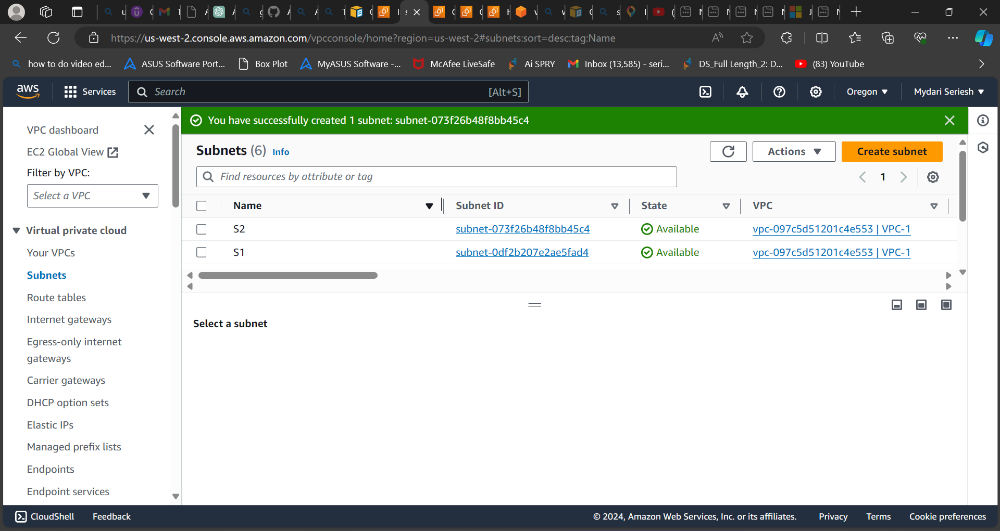 https://us-west-2.console.aws.amazon.com/vpcconsole/home?region=us-west-2#subnets:sort=desc:tag:Name
how to do video ed... ASUS Software Port... Box Plot MyASUS Software -... McAfee LiveSafe Ai SPRY Inbox (13,585) - seri... DS_Full Length_2: D... (83) YouTube
aws Services Search [Alt+S] Oregon Mydari Seriesh
VPC dashboard
EC2 Global View
Filter by VPC:
Select a VPC
Virtual private cloud
Your VPCs
Subnets
Route tables
Internet gateways
Egress-only internet
gateways
Carrier gateways
DHCP option sets
Elastic IPs
Managed prefix lists
Endpoints
Endpoint services
You have successfully created 1 subnet: subnet-073f26b48f8bb45c4
Subnets (6) Info Actions Create subnet
Find resources by attribute or tag 1
Name Subnet ID State VPC
S2 subnet-073f26b48f8bb45c4 Available vpc-097c5d51201c4e553 | VPC-1
S1 subnet-0df2b207e2ae5fad4 Available vpc-097c5d51201c4e553 | VPC-1
Select a subnet
CloudShell Feedback © 2024, Amazon Web Services, Inc. or its affiliates. Privacy Terms Cookie preferences